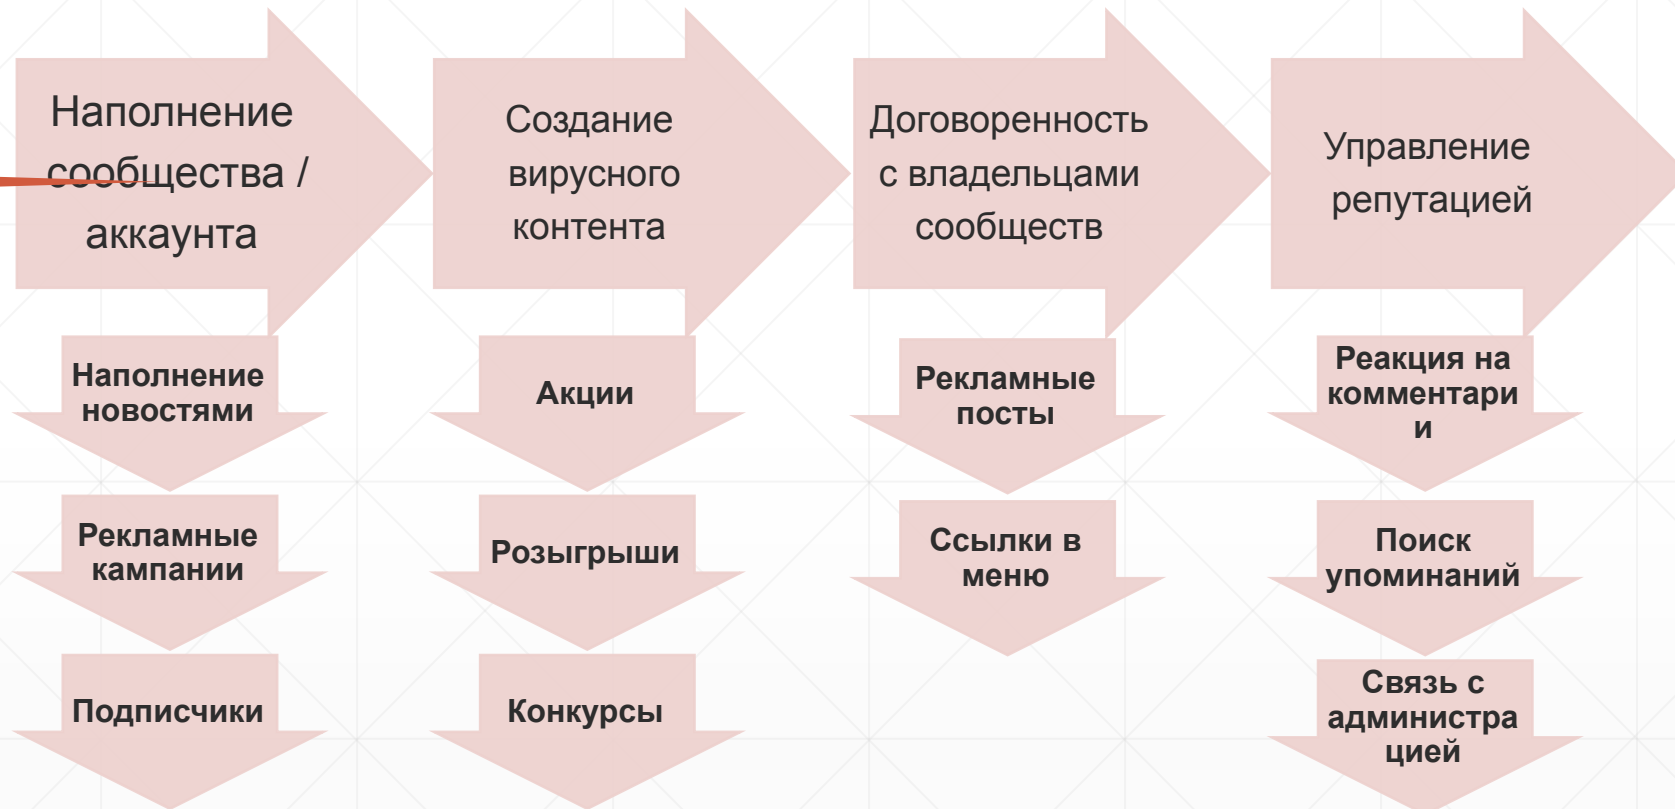 Наполнение
сообщества /
аккаунта
Создание
вирусного
контента
Договоренность
с владельцами
сообществ
Управление
репутацией
Наполнение
новостями
Рекламные
кампании
Подписчики
Акции
Розыгрыши
Конкурсы
Рекламные
посты
Ссылки в
меню
Реакция на
комментари
и
Поиск
упоминаний
Связь с
администра
цией